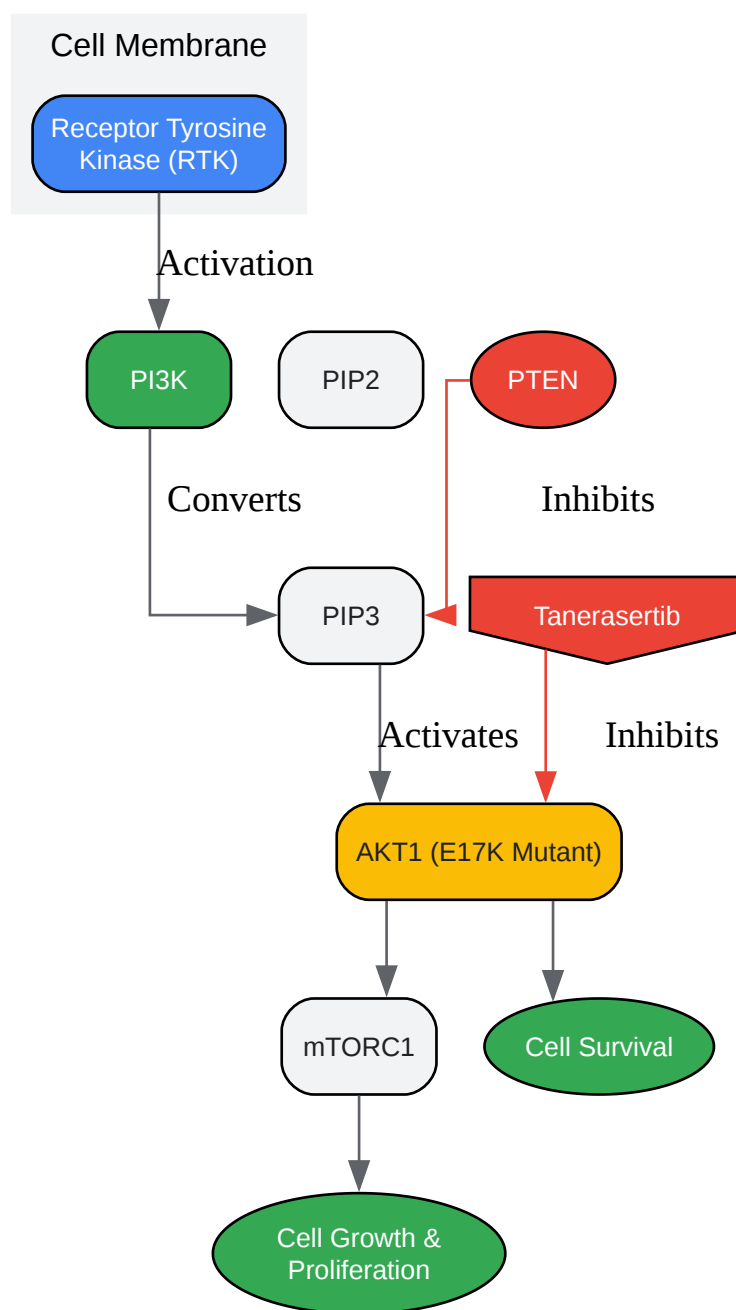 Cell Membrane
Receptor Tyrosine
Kinase (RTK)
Activation
PI3K
PIP2
PTEN
Converts
Inhibits
PIP3
Tanerasertib
Activates
Inhibits
AKT1 (E17K Mutant)
mTORC1
Cell Survival
Cell Growth &
Proliferation